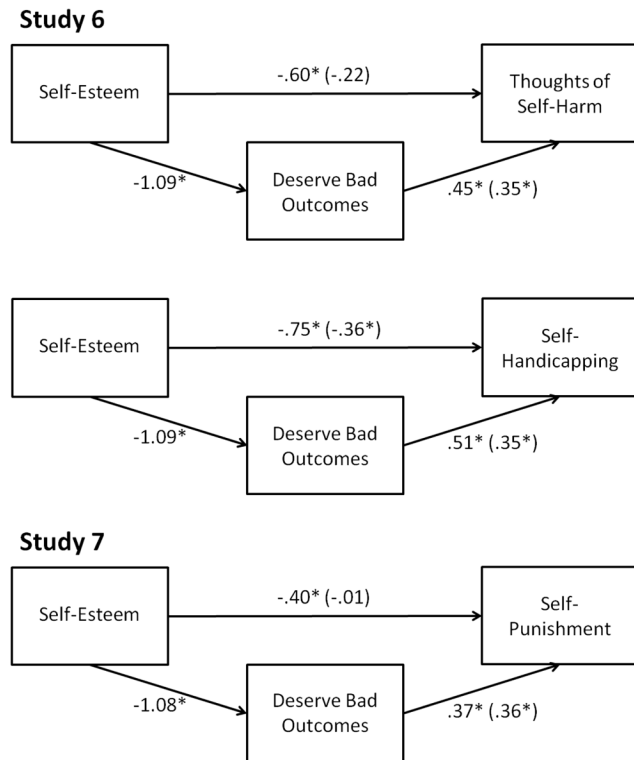 Study 6
Self-Esteem
-.60* (-.22)
Thoughts of
Self-Harm
-1.09*
Deserve Bad
Outcomes
.45* (.35*)
Self-Esteem
-.75* (-.36*)
Self-
Handicapping
-1.09*
Deserve Bad
Outcomes
.51* (.35*)
Study 7
Self-Esteem
-.40* (-.01)
Self-
Punishment
-1.08*
Deserve Bad
Outcomes
.37* (.36*)